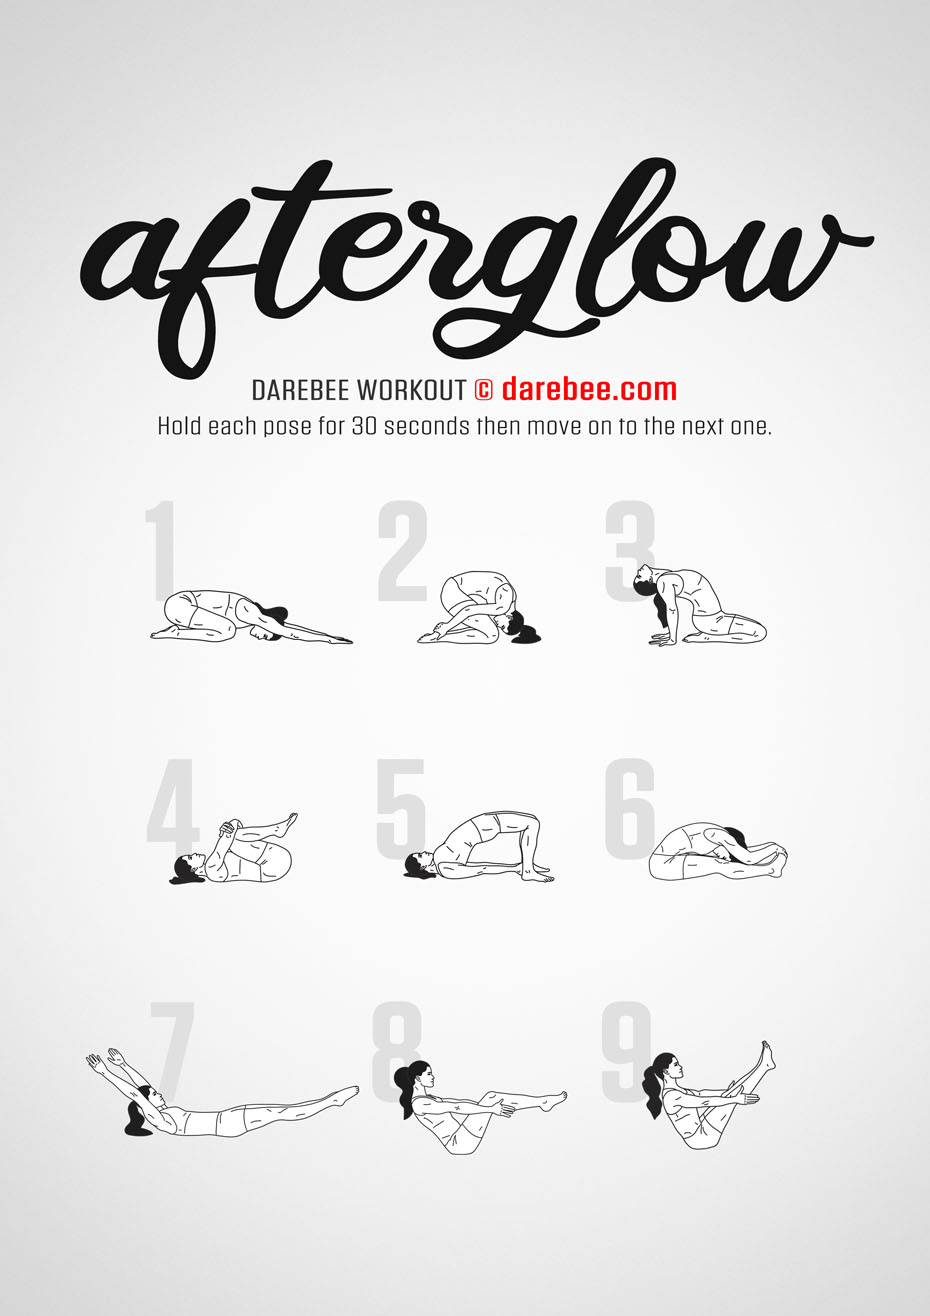 afterglow
DAREBEE WORKOUT © darebee.com
Hold each pose for 30 seconds then move on to the next one.
1 2 3
4 5 6
7 8 9